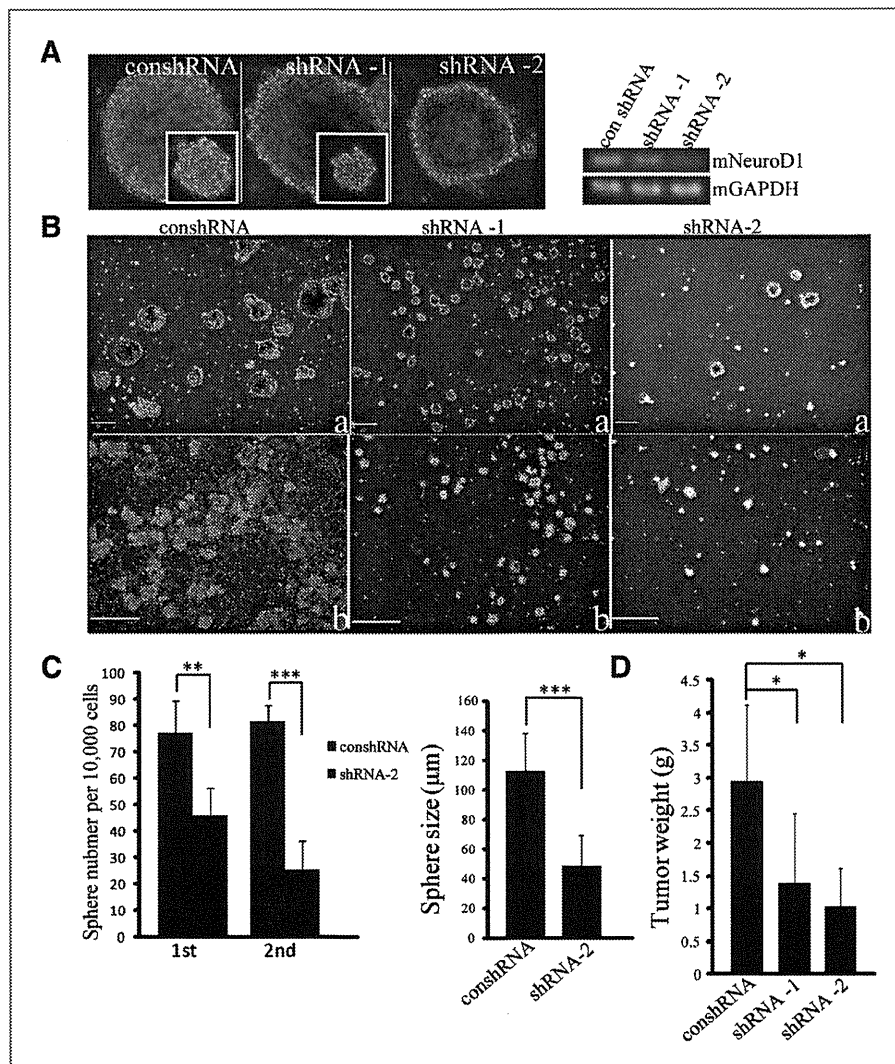 A
conshRNA
shRNA -1
shRNA -2
con shRNA
shRNA -1
shRNA -2
mNeuroD1
mGAPDH
B
conshRNA
shRNA -1
shRNA-2
a
a
a
b
b
b
C
Sphere nubmer per 10,000 cells
100
90
80
70
60
50
40
30
20
10
0
**
***
1st
2nd
conshRNA
shRNA-2
Sphere size (µm)
160
140
120
100
80
60
40
20
0
***
conshRNA
shRNA-2
D
Tumor weight (g)
4.5
4
3.5
3
2.5
2
1.5
1
0.5
0
*
*
conshRNA
shRNA -1
shRNA -2